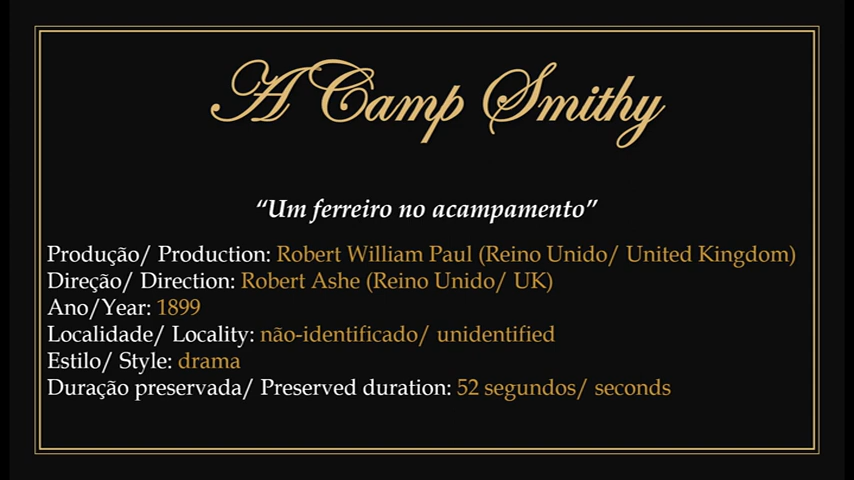 A Camp Smithy
“Um ferreiro no acampamento”
Produção/ Production: Robert William Paul (Reino Unido/ United Kingdom)
Direção/ Direction: Robert Ashe (Reino Unido/ UK)
Ano/Year: 1899
Localidade/ Locality: não-identificado/ unidentified
Estilo/ Style: drama
Duração preservada/ Preserved duration: 52 segundos/ seconds